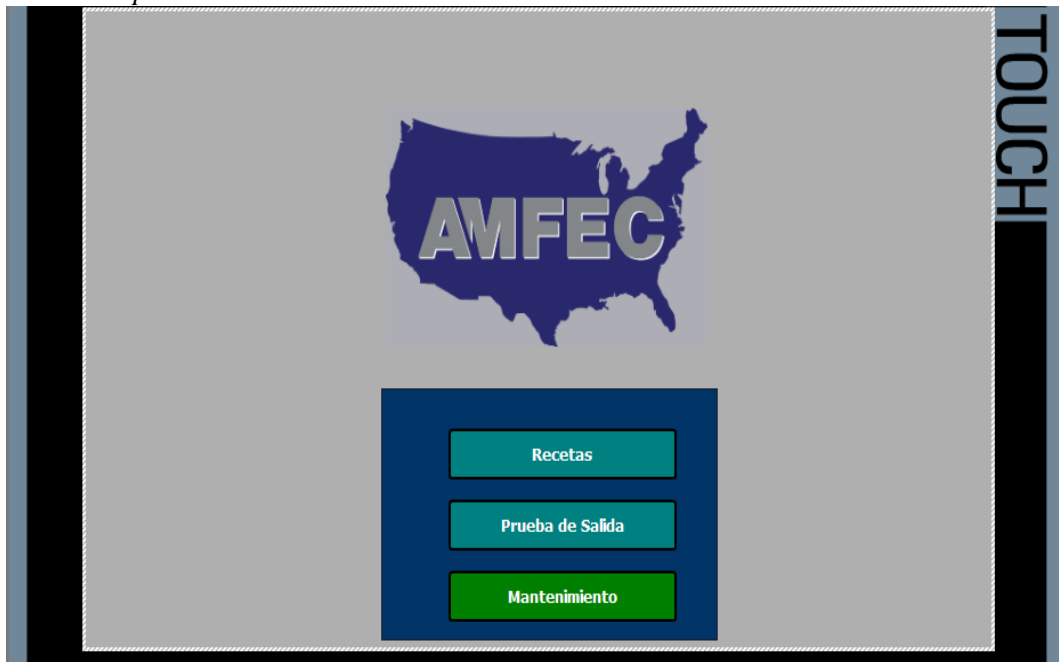 AMFEC
Recetas
Prueba de Salida
Mantenimiento
TOUCH